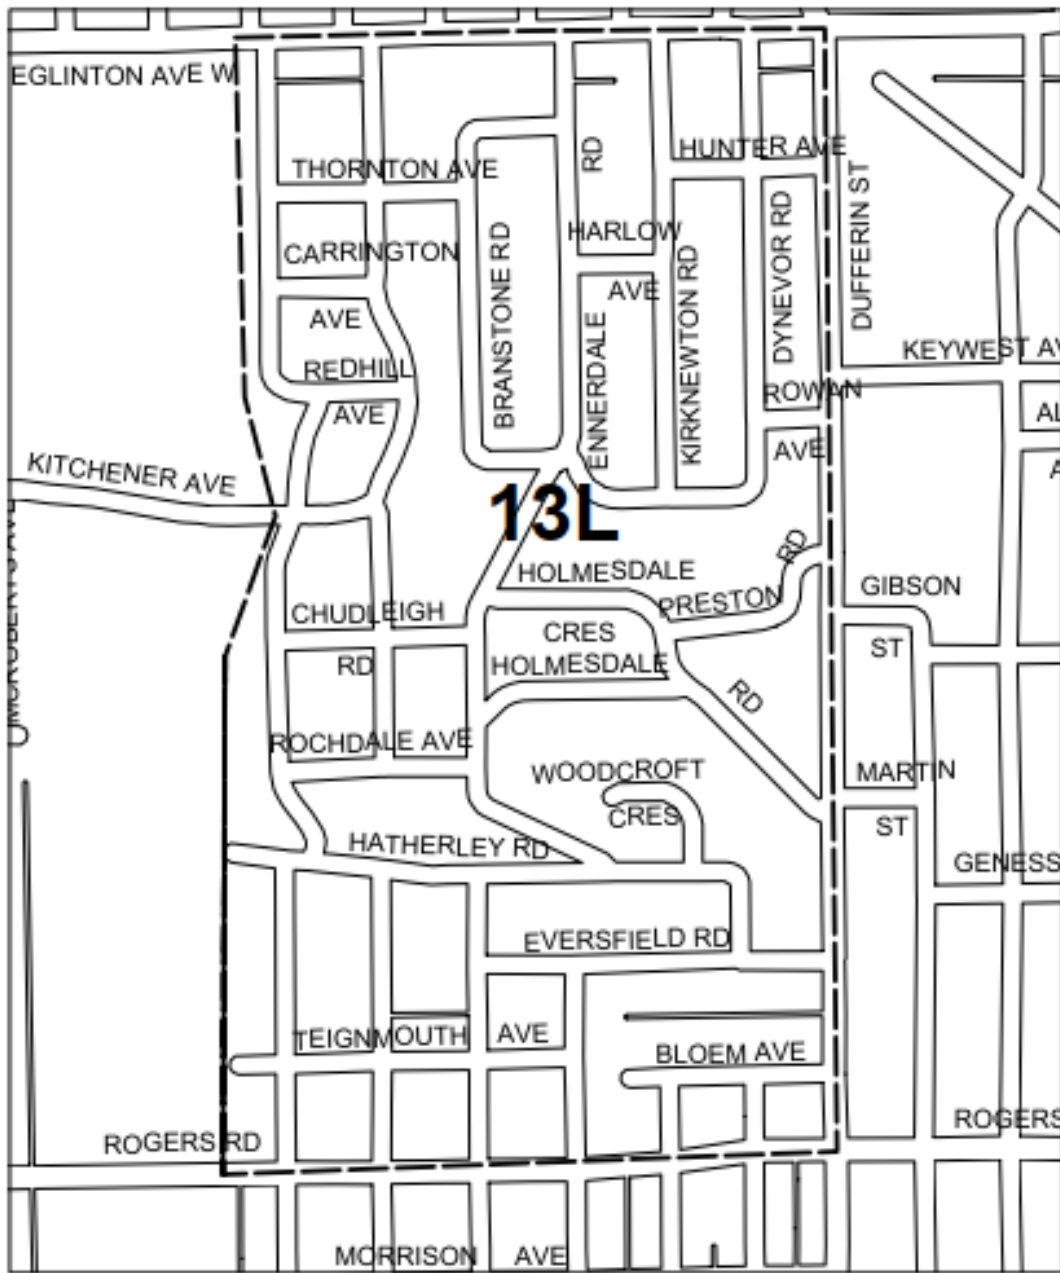 EGLINTON AVE W
THORNTON AVE
RD
HUNTER AVE
CARRINGTON
AVE
HARLOW
AVE
BRANSTONE RD
ENNERDALE
KIRKNEWTON RD
DYNEVOR RD
DUFFERIN ST
REDHILL
AVE
KEYWEST AV
ROWAN
AVE
AL
A
KITCHENER AVE
13L
HOLMESDALE
CRES
PRESTON
RD
GIBSON
ST
CHUDLEIGH
RD
HOLMESDALE
RD
ROCHDALE AVE
WOODCROFT
CRES
MARTIN
ST
HATHERLEY RD
GENESS
EVERSFIELD RD
TEIGNMOUTH AVE
BLOEM AVE
ROGERS RD
ROGERS
MORRISON AVE